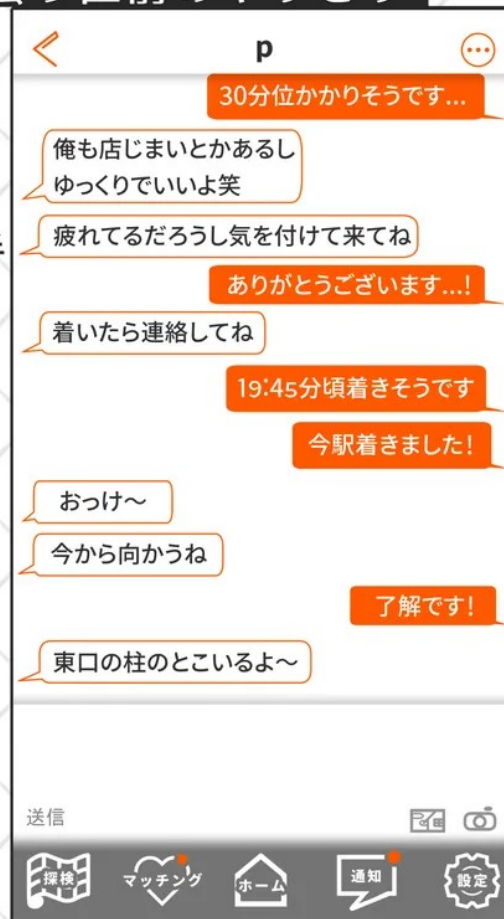 p
30分位かかりそうです...
俺も店じまいとかあるし
ゆっくりでいいよ笑
疲れてるだろうし気を付けて来てね
ありがとうございます...!
着いたら連絡してね
19:45分頃着きそうです
今駅着きました!
おっけ〜
今から向かうね
了解です!
東口の柱のとこいるよ〜
送信
探検
マッチング
ホーム
通知
設定